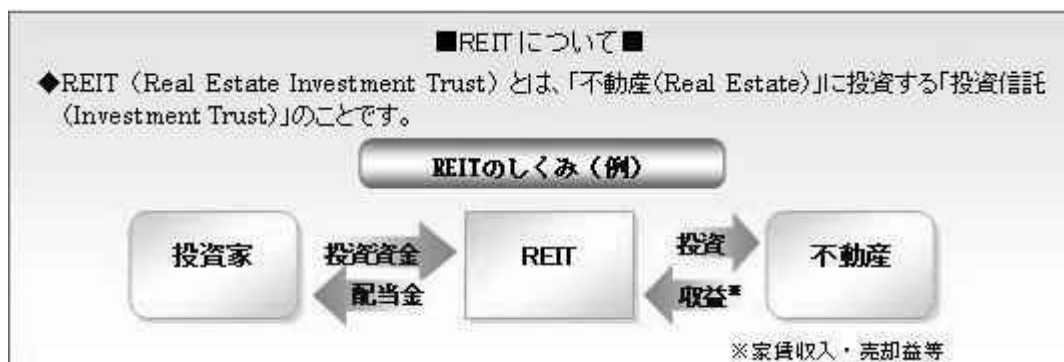 ■REITについて■
◆REIT（Real Estate Investment Trust）とは、「不動産(Real Estate)」に投資する「投資信託
(Investment Trust)」のことです。
REITのしくみ（例）
投資家
投資資金
配当金
REIT
投資
収益※
不動産
※家賃収入・売却益等